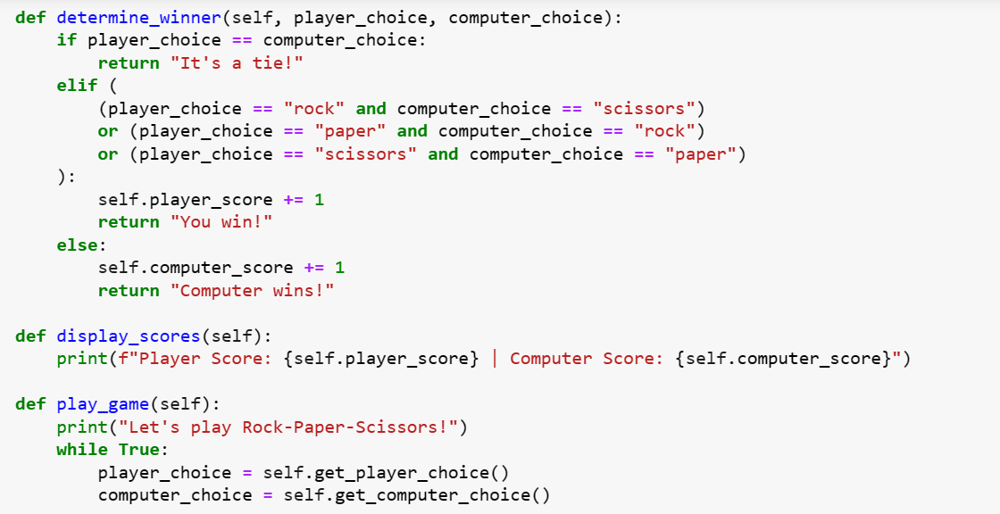 def determine_winner(self, player_choice, computer_choice):
    if player_choice == computer_choice:
        return "It's a tie!"
    elif (
        (player_choice == "rock" and computer_choice == "scissors")
        or (player_choice == "paper" and computer_choice == "rock")
        or (player_choice == "scissors" and computer_choice == "paper")
    ):
        self.player_score += 1
        return "You win!"
    else:
        self.computer_score += 1
        return "Computer wins!"

def display_scores(self):
    print(f"Player Score: {self.player_score} | Computer Score: {self.computer_score}")

def play_game(self):
    print("Let's play Rock-Paper-Scissors!")
    while True:
        player_choice = self.get_player_choice()
        computer_choice = self.get_computer_choice()